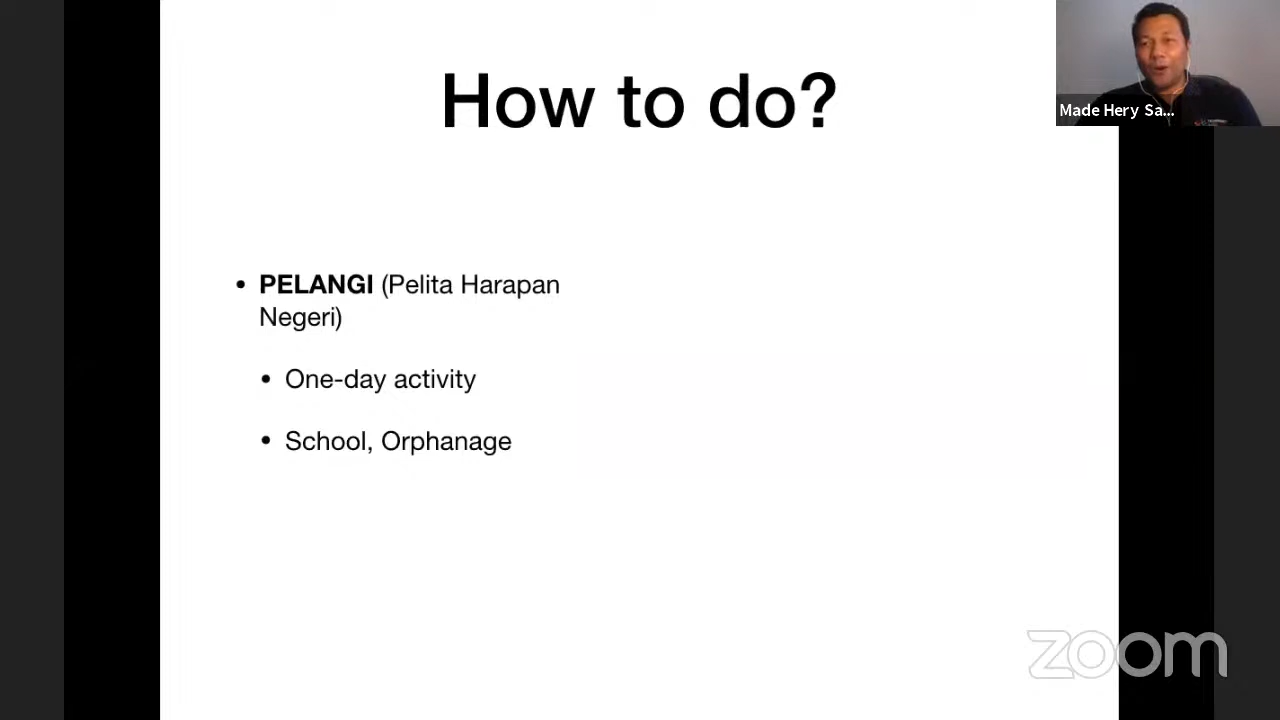 How to do?
Made Hery Sa...
• PELANGI (Pelita Harapan
Negeri)
• One-day activity
• School, Orphanage
zoom